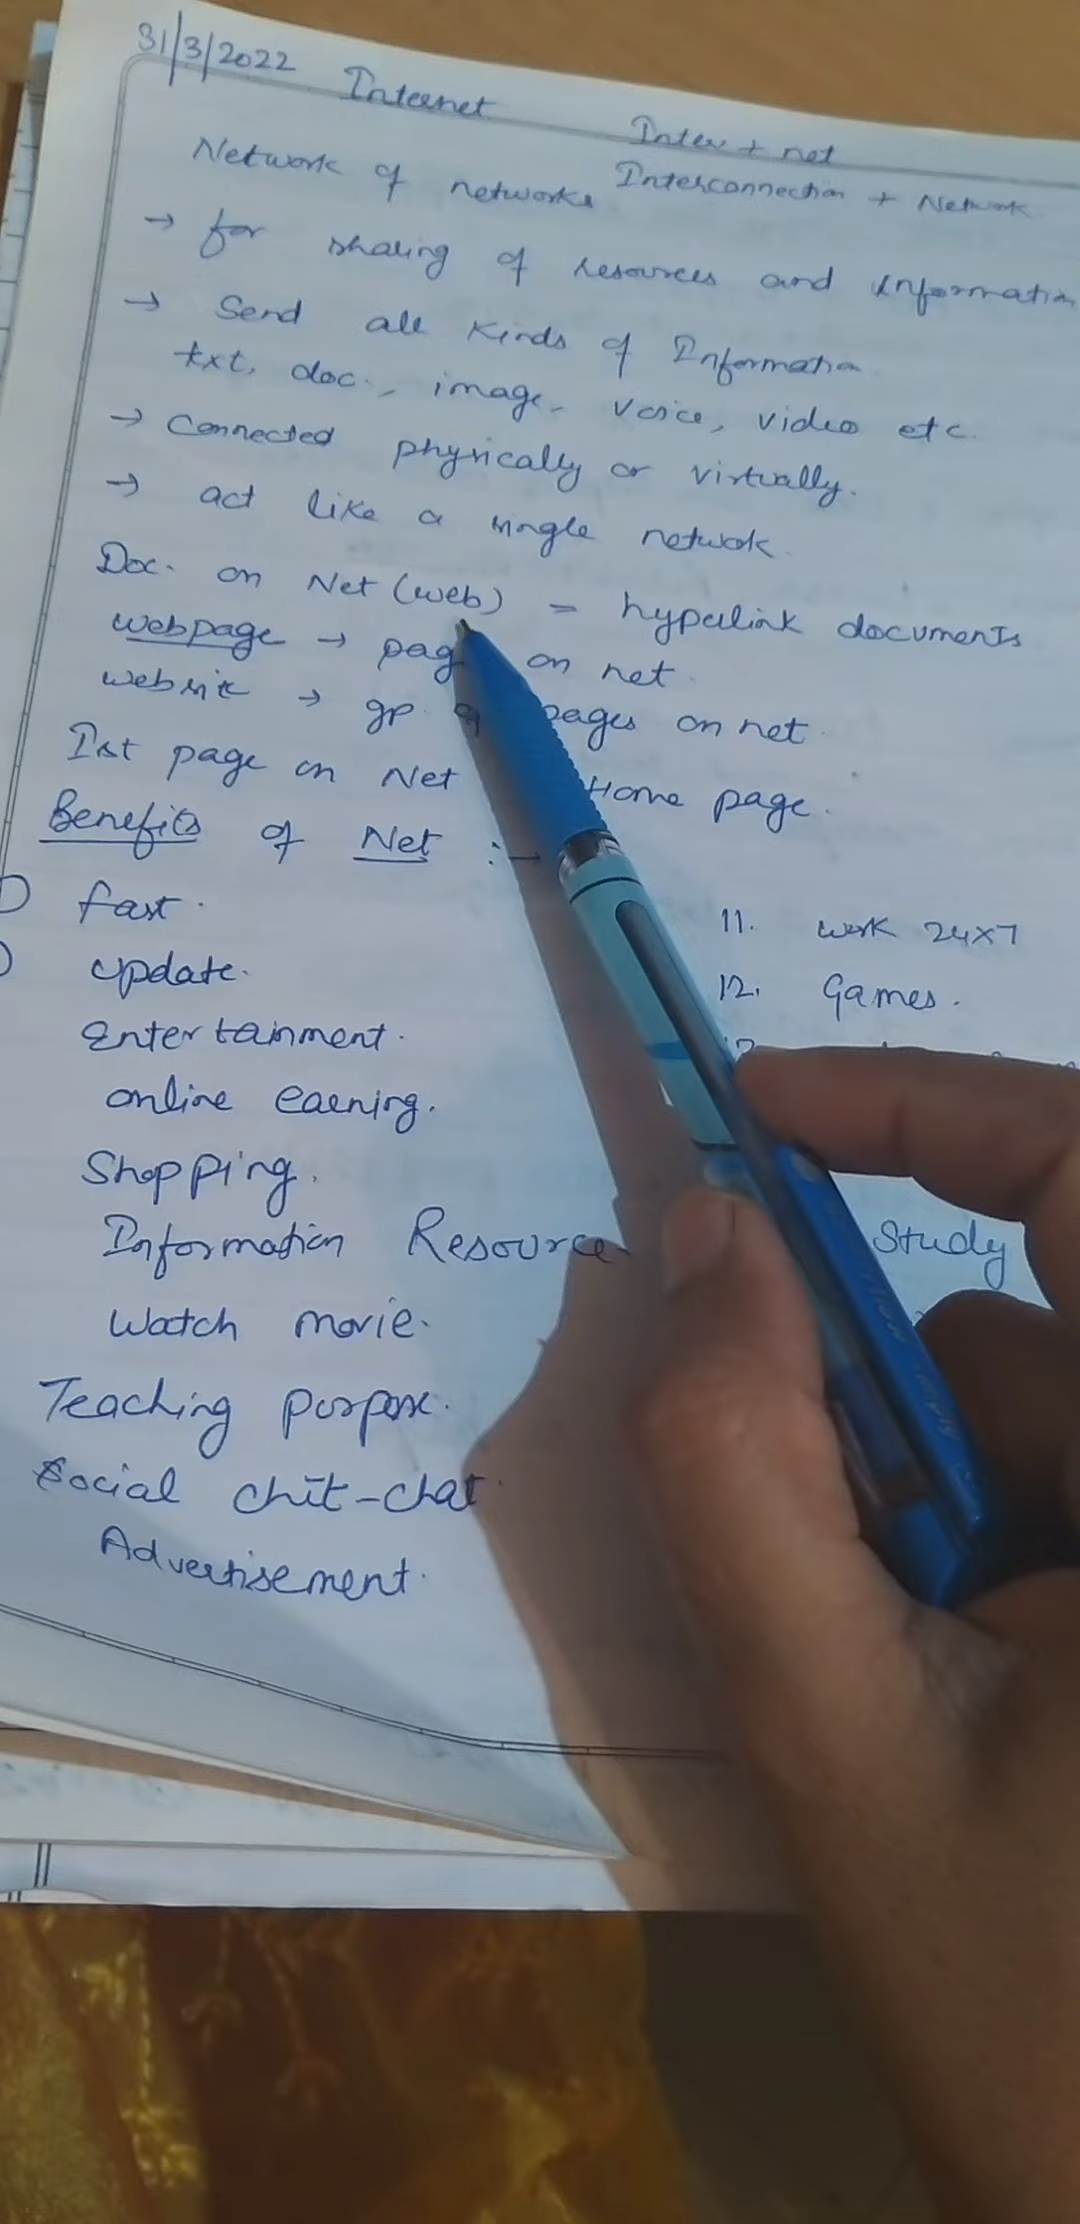 31/3/2022
Internet
Inter + net
Network of networks
Interconnection + Network
→ for sharing of resources and Information
→ Send all kinds of Information
txt, doc., image, voice, video etc.
→ Connected physically or virtually.
→ act like a single network.
Doc. on Net (web) = hyperlink documents
webpage → pag on net.
website → gp of pages on net.
Ist page on Net Home page.
Benefits of Net :-
fast.
update.
Entertainment.
online earning.
Shopping.
Information Resource
Watch movie.
Teaching purpose.
Social chit-chat.
Advertisement.
11. work 24x7
12. Games.
Study